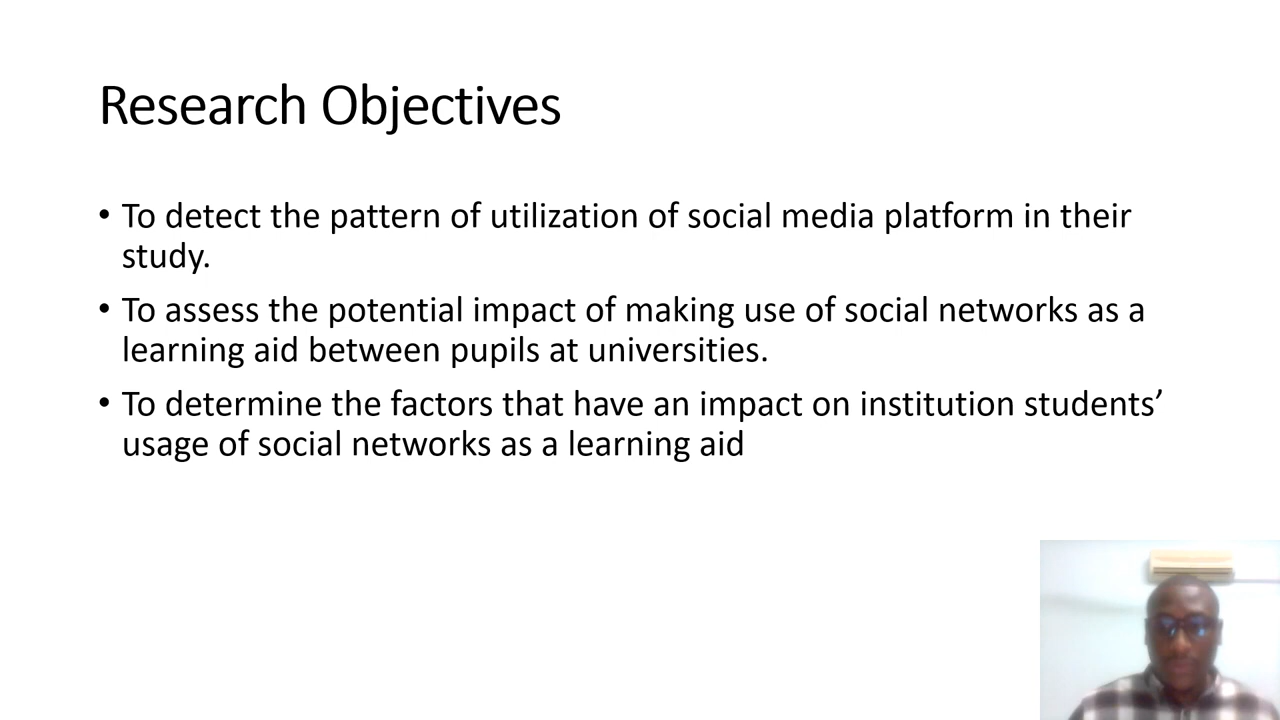 Research Objectives
• To detect the pattern of utilization of social media platform in their
study.
• To assess the potential impact of making use of social networks as a
learning aid between pupils at universities.
• To determine the factors that have an impact on institution students’
usage of social networks as a learning aid